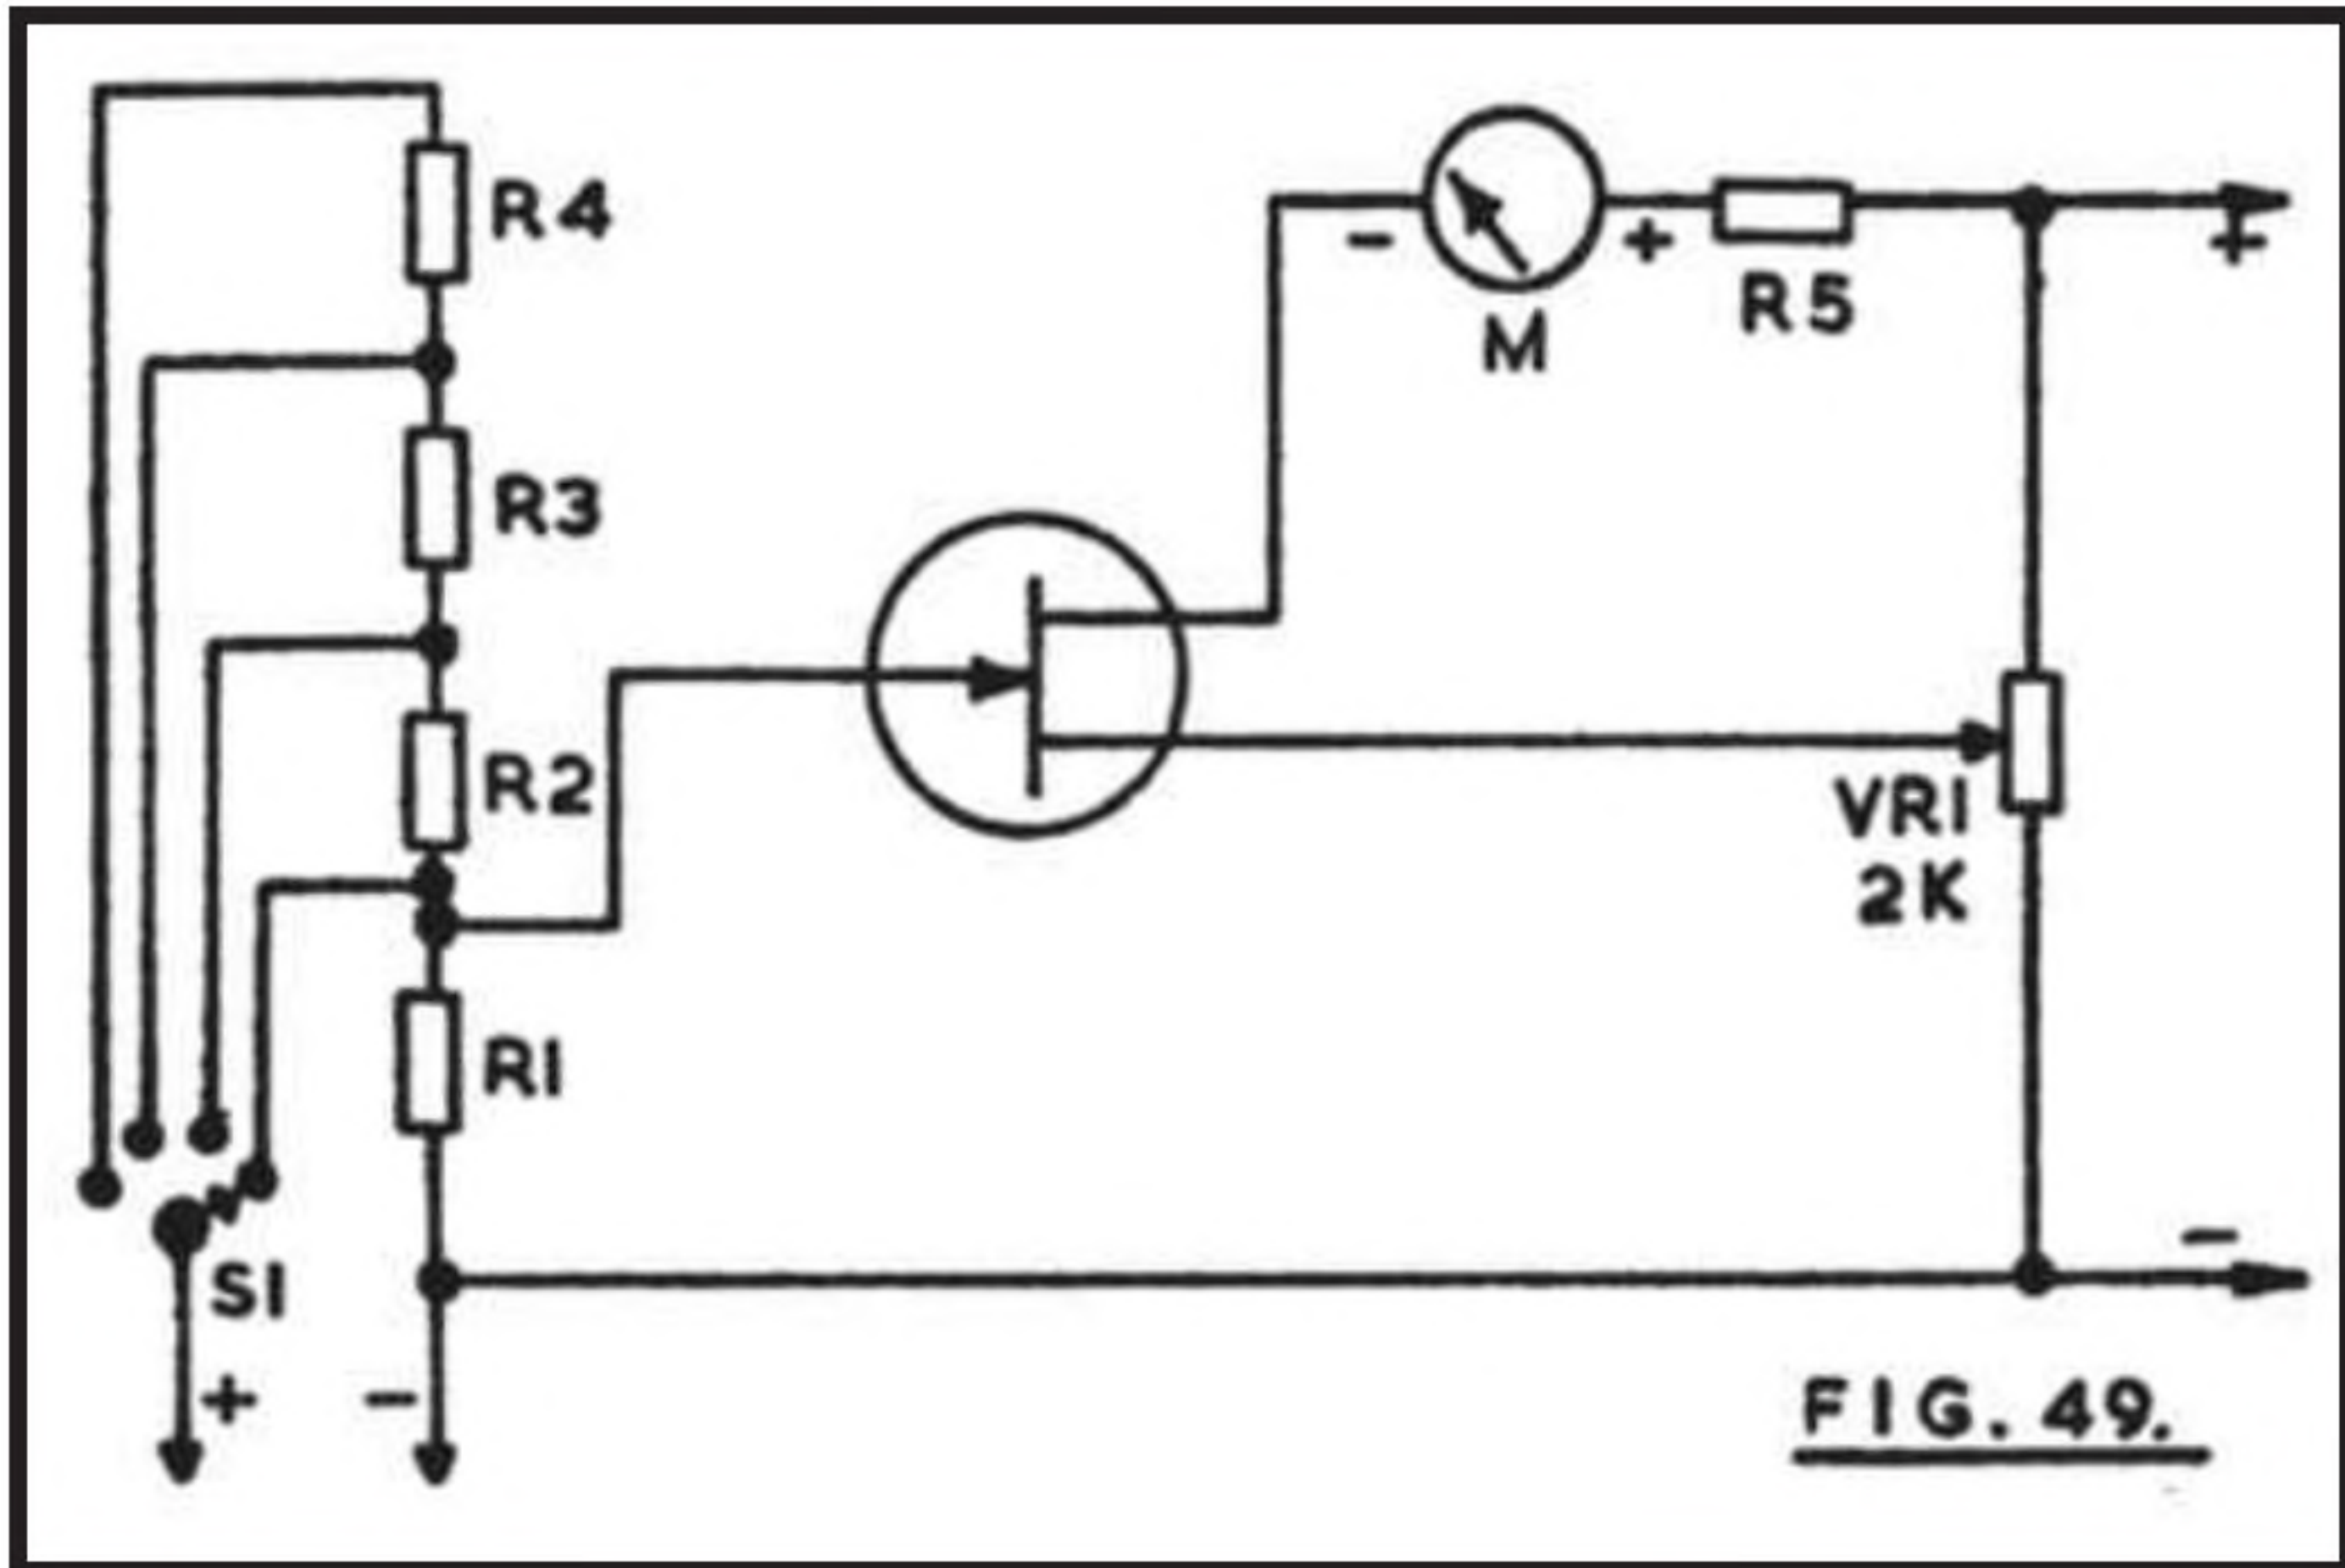 R4
- M +
R5
+
R3
R2
VR1
2K
R1
S1
+ -
-
FIG. 49.